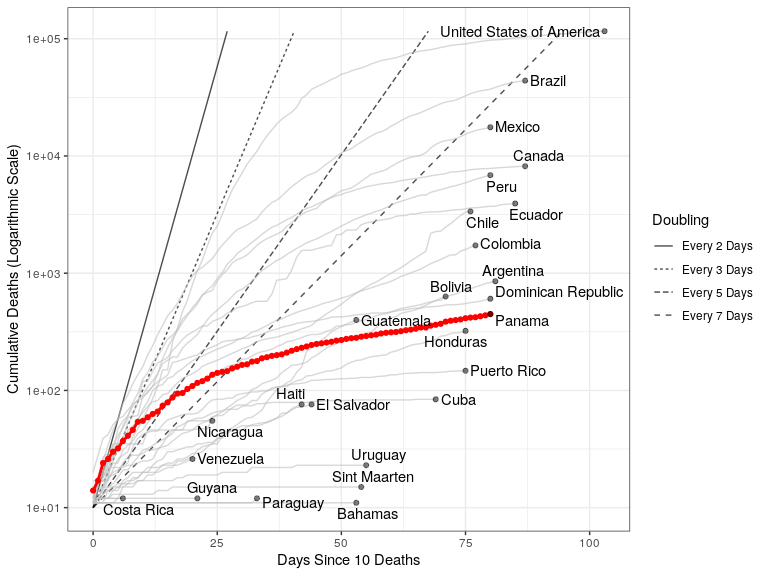 1e+05
1e+04
1e+03
1e+02
1e+01
Cumulative Deaths (Logarithmic Scale)
United States of America
Brazil
Mexico
Canada
Peru
Ecuador
Chile
Colombia
Argentina
Bolivia
Dominican Republic
Guatemala
Panama
Honduras
Puerto Rico
Haiti
El Salvador
Cuba
Nicaragua
Venezuela
Uruguay
Sint Maarten
Guyana
Costa Rica
Paraguay
Bahamas
0
25
50
75
100
Days Since 10 Deaths
Doubling
Every 2 Days
Every 3 Days
Every 5 Days
Every 7 Days